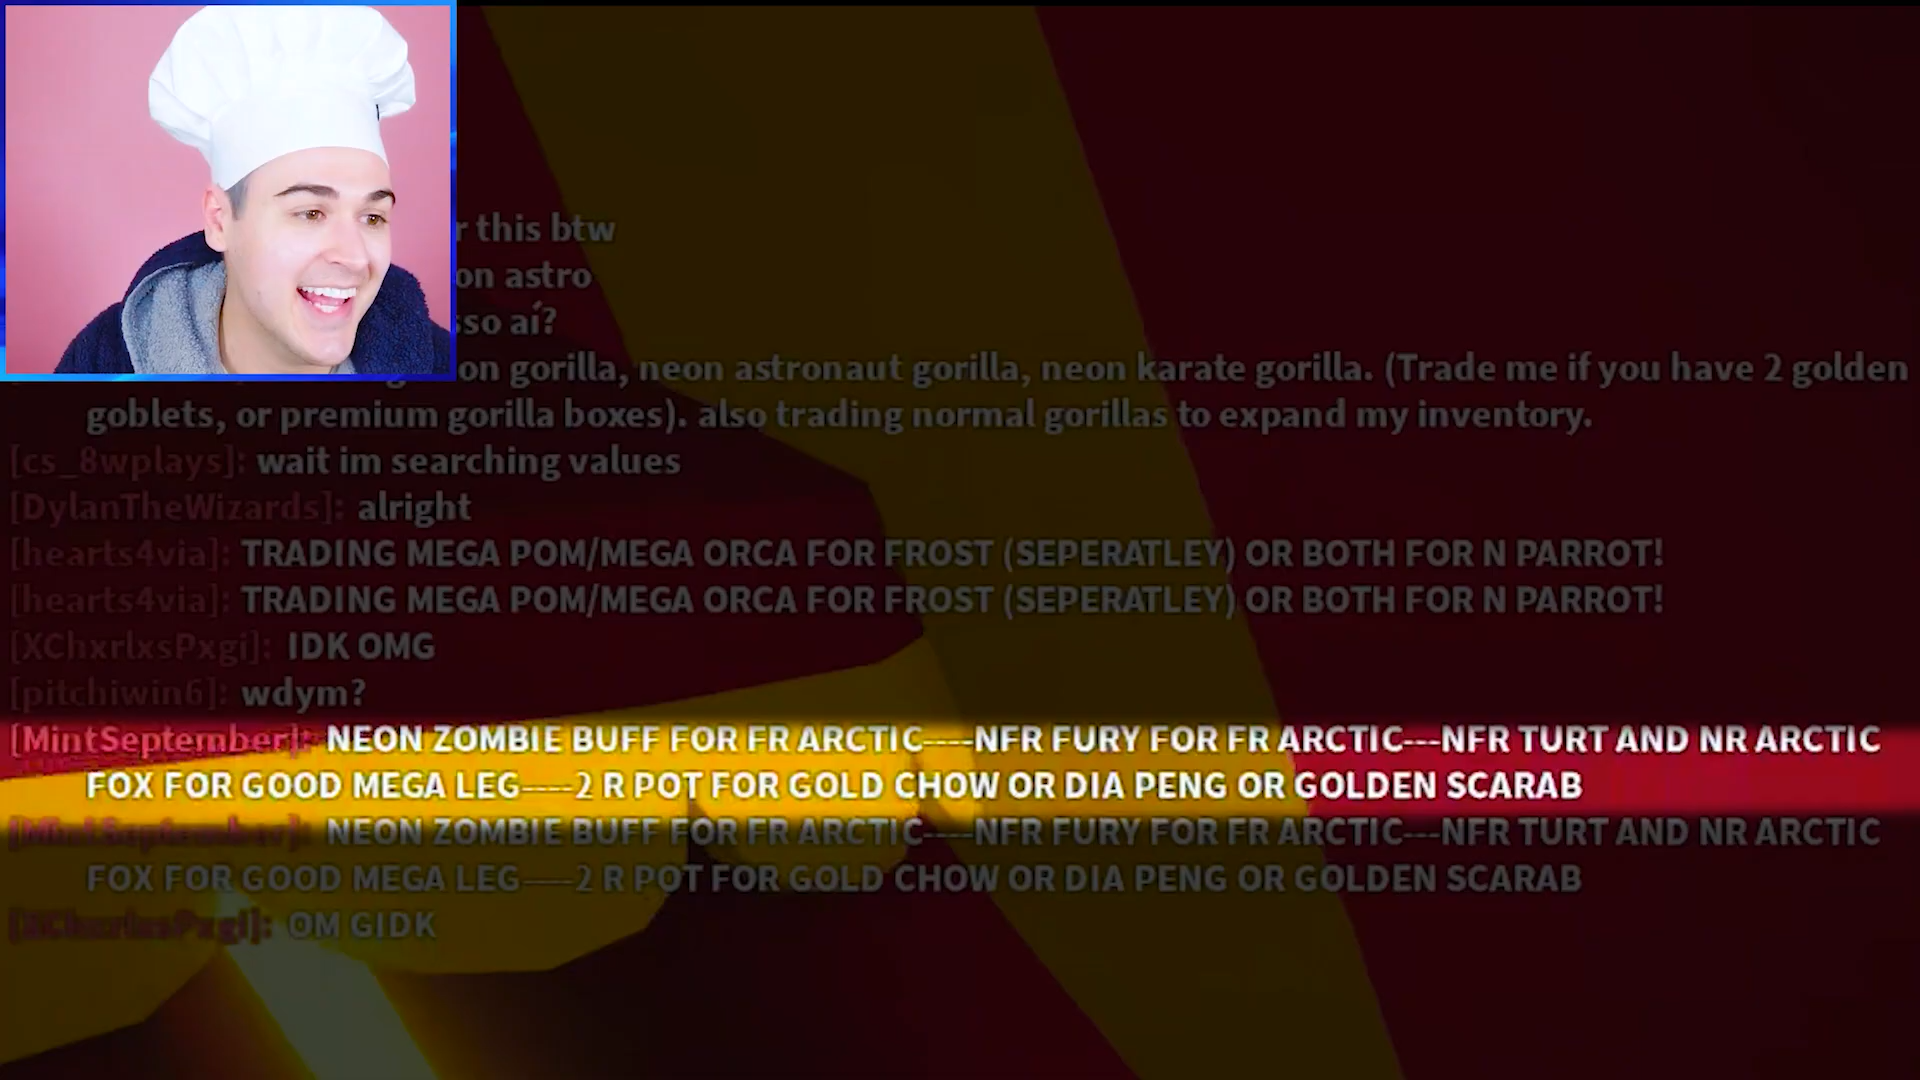 this btw
on astro
so aí?
on gorilla, neon astronaut gorilla, neon karate gorilla. (Trade me if you have 2 golden
goblets, or premium gorilla boxes). also trading normal gorillas to expand my inventory.
[cs_8wplays]: wait im searching values
[DylanTheWizards]: alright
[hearts4via]: TRADING MEGA POM/MEGA ORCA FOR FROST (SEPERATLEY) OR BOTH FOR N PARROT!
[hearts4via]: TRADING MEGA POM/MEGA ORCA FOR FROST (SEPERATLEY) OR BOTH FOR N PARROT!
[XChxrlxsPxgi]: IDK OMG
[pitchiwin6]: wdym?
[MintSeptember]: NEON ZOMBIE BUFF FOR FR ARCTIC----NFR FURY FOR FR ARCTIC---NFR TURT AND NR ARCTIC
FOX FOR GOOD MEGA LEG----2 R POT FOR GOLD CHOW OR DIA PENG OR GOLDEN SCARAB
[MintSeptember]: NEON ZOMBIE BUFF FOR FR ARCTIC----NFR FURY FOR FR ARCTIC---NFR TURT AND NR ARCTIC
FOX FOR GOOD MEGA LEG----2 R POT FOR GOLD CHOW OR DIA PENG OR GOLDEN SCARAB
[XChxrlxsPxgi]: OM GIDK